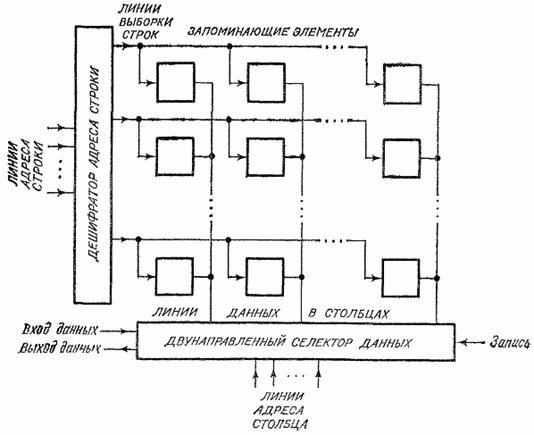 ЛИНИИ
ВЫБОРКИ
СТРОК
ЗАПОМИНАЮЩИЕ ЭЛЕМЕНТЫ
ЛИНИИ
АДРЕСА
СТРОКИ
ДЕШИФРАТОР АДРЕСА СТРОКИ
ЛИНИИ ДАННЫХ В СТОЛБЦАХ
Вход данных
Выход данных
ДВУНАПРАВЛЕННЫЙ СЕЛЕКТОР ДАННЫХ
Запись
ЛИНИИ
АДРЕСА
СТОЛБЦА